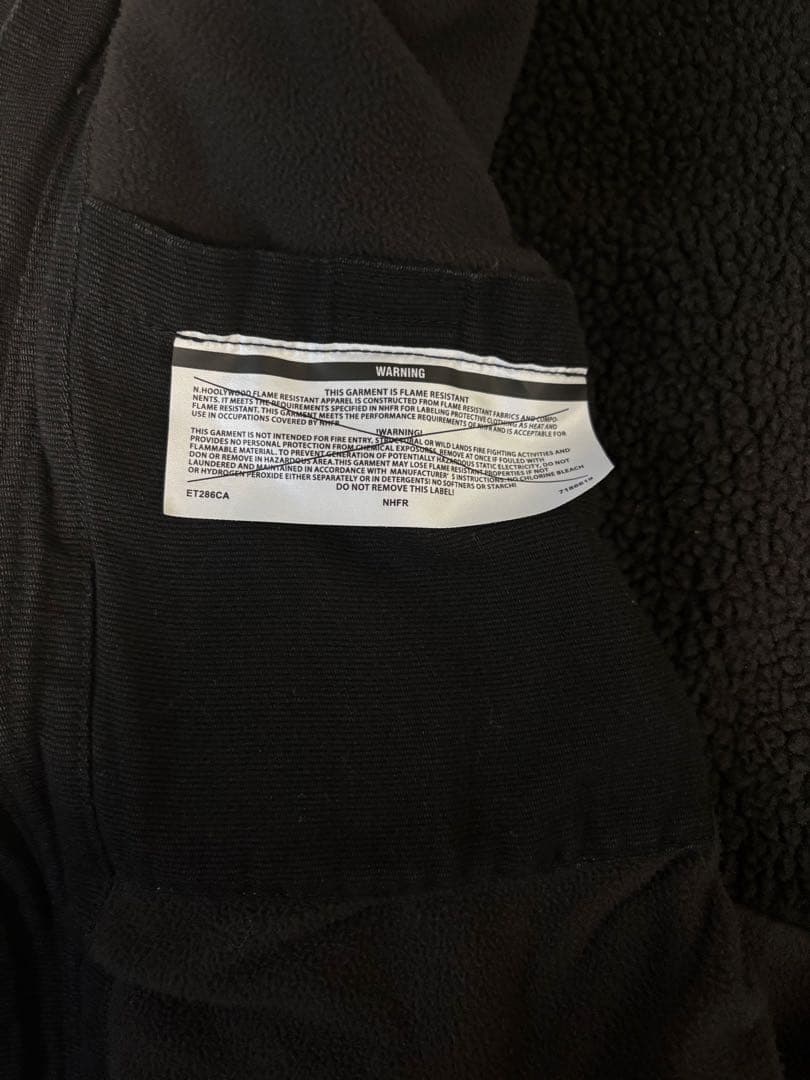 WARNING
THIS GARMENT IS FLAME RESISTANT
N.HOOLYWOOD FLAME RESISTANT APPAREL IS CONSTRUCTED FROM FLAME RESISTANT FABRICS AND COMPO-
NENTS. IT MEETS THE REQUIREMENTS SPECIFIED IN NHFR FOR LABELING PROTECTING CLOTHING AS HEAT AND
FLAME RESISTANT. THIS GARMENT MEETS THE PERFORMANCE REQUIREMENTS OF NHFR AND IS ACCEPTABLE FOR
USE IN OCCUPATIONS COVERED BY NHFR
!WARNING!
THIS GARMENT IS NOT INTENDED FOR FIRE ENTRY, STRUCTURAL OR WILD LANDS FIRE FIGHTING ACTIVITIES AND
PROVIDES NO PERSONAL PROTECTION FROM CHEMICAL EXPOSURES. REMOVE AT ONCE IF FOULED WITH
FLAMMABLE MATERIAL. TO PREVENT GENERATION OF POTENTIALLY HAZARDOUS STATIC ELECTRICITY, DO NOT
DON OR REMOVE IN HAZARDOUS AREA. THIS GARMENT MAY LOSE FLAME RESISTANT PROPERTIES IF NOT
LAUNDERED AND MAINTAINED IN ACCORDANCE WITH MANUFACTURER' S INSTRUCTIONS. NO CHLORINE BLEACH
OR HYDROGEN PEROXIDE EITHER SEPARATELY OR IN DETERGENTS! NO SOFTNERS OR STARCH!
DO NOT REMOVE THIS LABEL!
ET286CA
NHFR